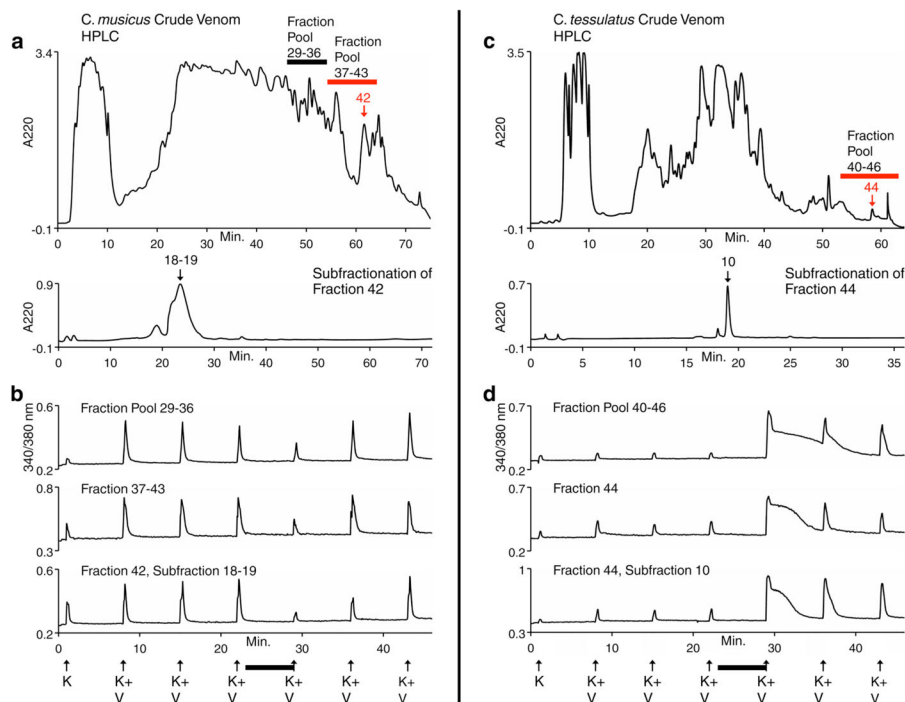 a
C. musicus Crude Venom
HPLC
Fraction
Pool
29-36
Fraction
Pool
37-43
42
3.4
A220
-0.1
0 10 20 30 40 50 60 70
Min.
18-19
Subfractionation of
Fraction 42
0.9
A220
-0.1
0 10 20 30 40 50 60 70
Min.
b
Fraction Pool 29-36
0.6
340/380 nm
0.2
Fraction 37-43
0.8
0.3
Fraction 42, Subfraction 18-19
0.6
0.2
0 10 20 30 40
Min.
K K+ K+ K+ K+ K+ K+
V V V V V V
c
C. tessulatus Crude Venom
HPLC
Fraction
Pool
40-46
44
3.5
A220
-0.1
0 10 20 30 40 50 60
Min.
10
Subfractionation of
Fraction 44
0.7
A220
-0.1
0 5 10 15 20 25 30 35
Min.
d
Fraction Pool 40-46
0.7
340/380 nm
0.2
Fraction 44
0.7
0.2
Fraction 44, Subfraction 10
1
0.3
0 10 20 30 40
Min.
K K+ K+ K+ K+ K+ K+
V V V V V V